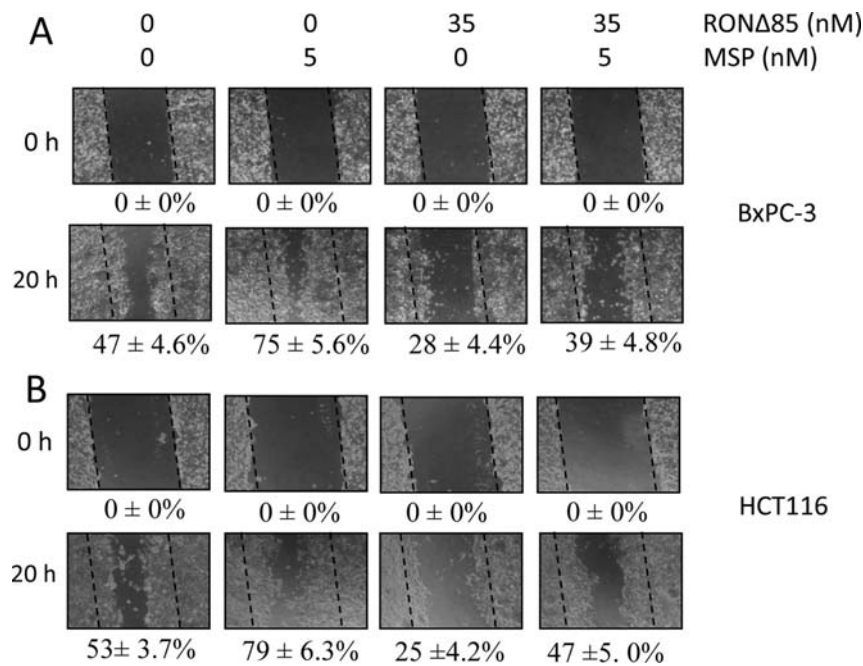 A
0 0 35 35 RONΔ85 (nM)
0 5 0 5 MSP (nM)
0 h
0 ± 0% 0 ± 0% 0 ± 0% 0 ± 0%
BxPC-3
20 h
47 ± 4.6% 75 ± 5.6% 28 ± 4.4% 39 ± 4.8%
B
0 h
0 ± 0% 0 ± 0% 0 ± 0% 0 ± 0%
HCT116
20 h
53± 3.7% 79 ± 6.3% 25 ±4.2% 47 ±5. 0%